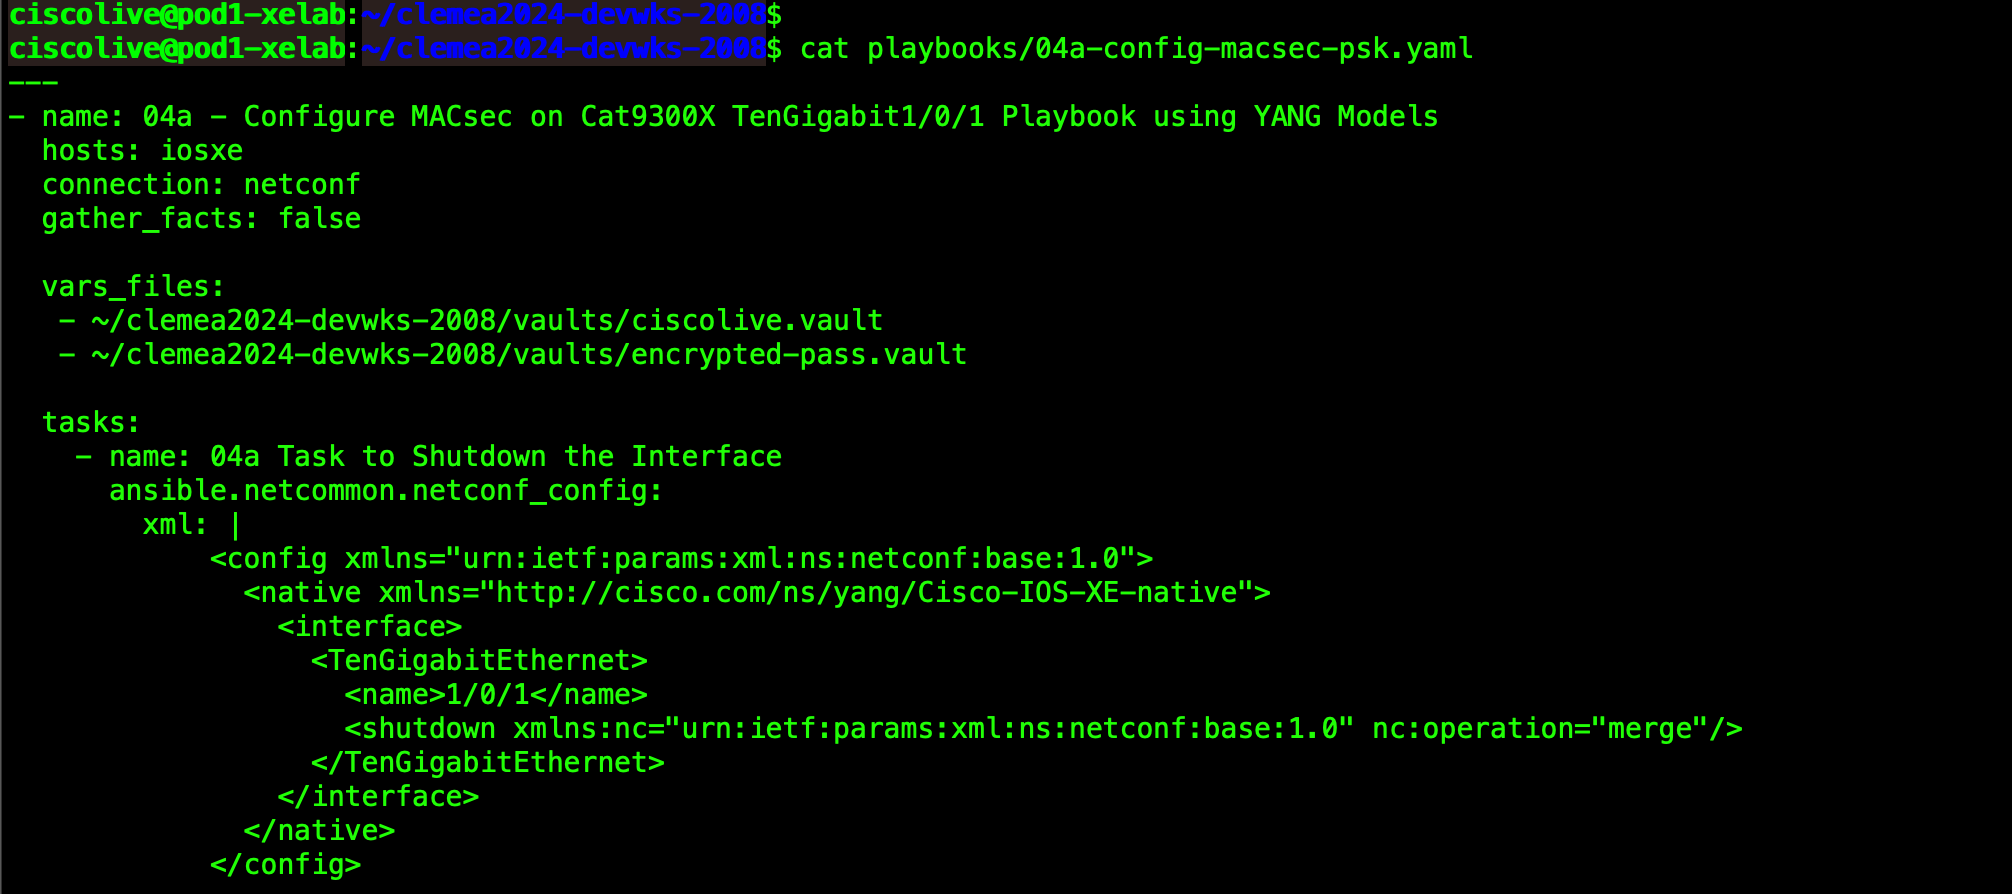 ciscolive@pod1-xelab:~/clemea2024-devwks-2008$
ciscolive@pod1-xelab:~/clemea2024-devwks-2008$ cat playbooks/04a-config-macsec-psk.yaml
---
- name: 04a - Configure MACsec on Cat9300X TenGigabit1/0/1 Playbook using YANG Models
  hosts: iosxe
  connection: netconf
  gather_facts: false

  vars_files:
   - ~/clemea2024-devwks-2008/vaults/ciscolive.vault
   - ~/clemea2024-devwks-2008/vaults/encrypted-pass.vault

  tasks:
    - name: 04a Task to Shutdown the Interface
      ansible.netcommon.netconf_config:
        xml: |
            <config xmlns="urn:ietf:params:xml:ns:netconf:base:1.0">
              <native xmlns="http://cisco.com/ns/yang/Cisco-IOS-XE-native">
                <interface>
                  <TenGigabitEthernet>
                    <name>1/0/1</name>
                    <shutdown xmlns:nc="urn:ietf:params:xml:ns:netconf:base:1.0" nc:operation="merge"/>
                  </TenGigabitEthernet>
                </interface>
              </native>
            </config>